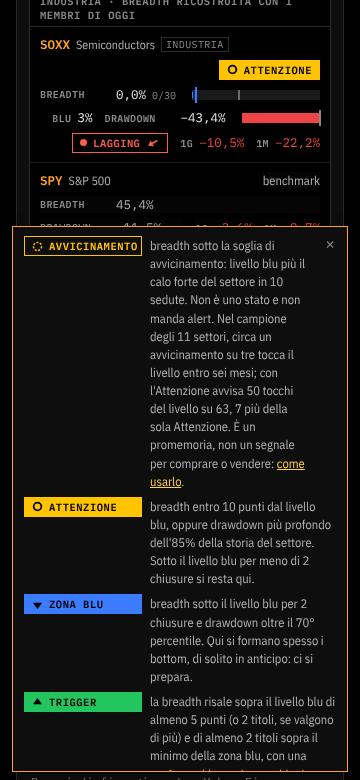 INDUSTRIA · BREADTH RICOSTRUITA CON I
MEMBRI DI OGGI
SOXX Semiconductors INDUSTRIA
ATTENZIONE
BREADTH 0,0% 0/30
BLU 3% DRAWDOWN −43,4%
LAGGING 1G −10,5% 1M −22,2%
SPY S&P 500 benchmark
BREADTH 45,4%
AVVICINAMENTO breadth sotto la soglia di ×
avvicinamento: livello blu più il
calo forte del settore in 10
sedute. Non è uno stato e non
manda alert. Nel campione
degli 11 settori, circa un
avvicinamento su tre tocca il
livello entro sei mesi; con
l'Attenzione avvisa 50 tocchi
del livello su 63, 7 più della
sola Attenzione. È un
promemoria, non un segnale
per comprare o vendere: come
usarlo.
ATTENZIONE breadth entro 10 punti dal livello
blu, oppure drawdown più profondo
dell'85% della storia del settore.
Sotto il livello blu per meno di 2
chiusure si resta qui.
ZONA BLU breadth sotto il livello blu per 2
chiusure e drawdown oltre il 70°
percentile. Qui si formano spesso i
bottom, di solito in anticipo: ci si
prepara.
TRIGGER la breadth risale sopra il livello blu di
almeno 5 punti (o 2 titoli, se valgono
di più) e di almeno 2 titoli sopra il
minimo della zona blu, con una